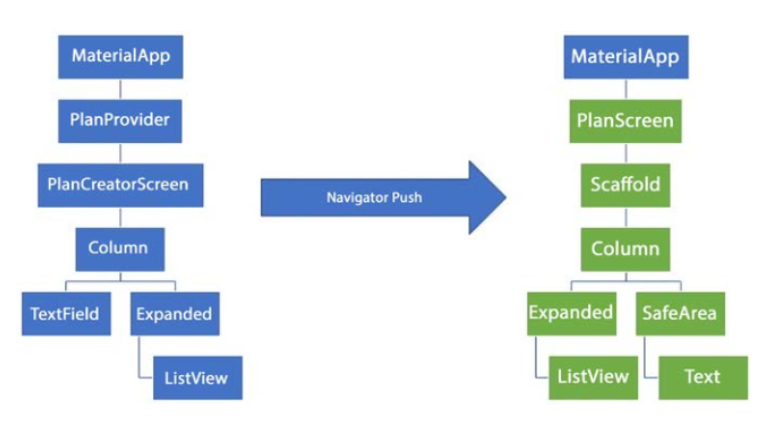 MaterialApp
PlanProvider
PlanCreatorScreen
Column
TextField
Expanded
ListView
Navigator Push
MaterialApp
PlanScreen
Scaffold
Column
Expanded
SafeArea
ListView
Text